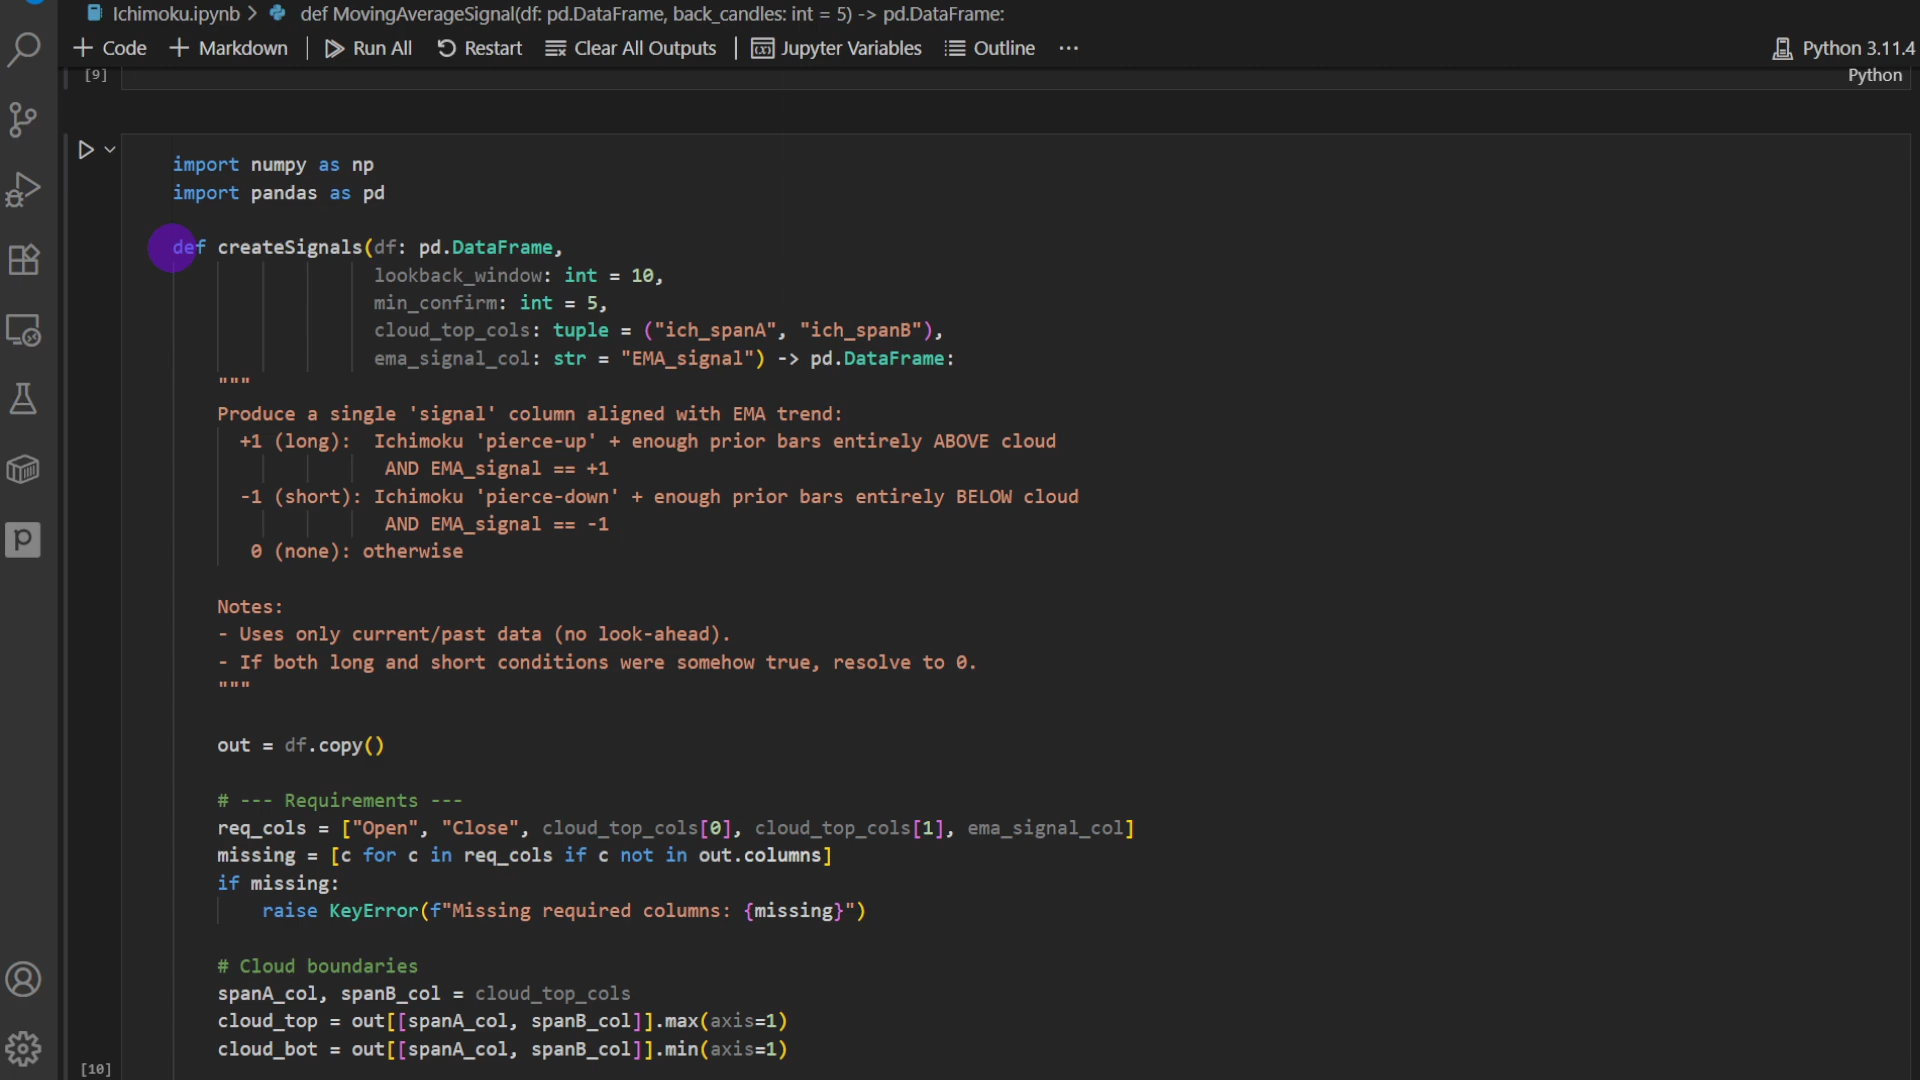 Ichimoku.ipynb > def MovingAverageSignal(df: pd.DataFrame, back_candles: int = 5) -> pd.DataFrame:
+ Code + Markdown Run All Restart Clear All Outputs Jupyter Variables Outline ··· Python 3.11.4
[9] Python
import numpy as np
import pandas as pd
def createSignals(df: pd.DataFrame,
lookback_window: int = 10,
min_confirm: int = 5,
cloud_top_cols: tuple = ("ich_spanA", "ich_spanB"),
ema_signal_col: str = "EMA_signal") -> pd.DataFrame:
"""
Produce a single 'signal' column aligned with EMA trend:
+1 (long): Ichimoku 'pierce-up' + enough prior bars entirely ABOVE cloud
AND EMA_signal == +1
-1 (short): Ichimoku 'pierce-down' + enough prior bars entirely BELOW cloud
AND EMA_signal == -1
0 (none): otherwise
Notes:
- Uses only current/past data (no look-ahead).
- If both long and short conditions were somehow true, resolve to 0.
"""
out = df.copy()
# --- Requirements ---
req_cols = ["Open", "Close", cloud_top_cols[0], cloud_top_cols[1], ema_signal_col]
missing = [c for c in req_cols if c not in out.columns]
if missing:
raise KeyError(f"Missing required columns: {missing}")
# Cloud boundaries
spanA_col, spanB_col = cloud_top_cols
cloud_top = out[[spanA_col, spanB_col]].max(axis=1)
cloud_bot = out[[spanA_col, spanB_col]].min(axis=1)
[10]